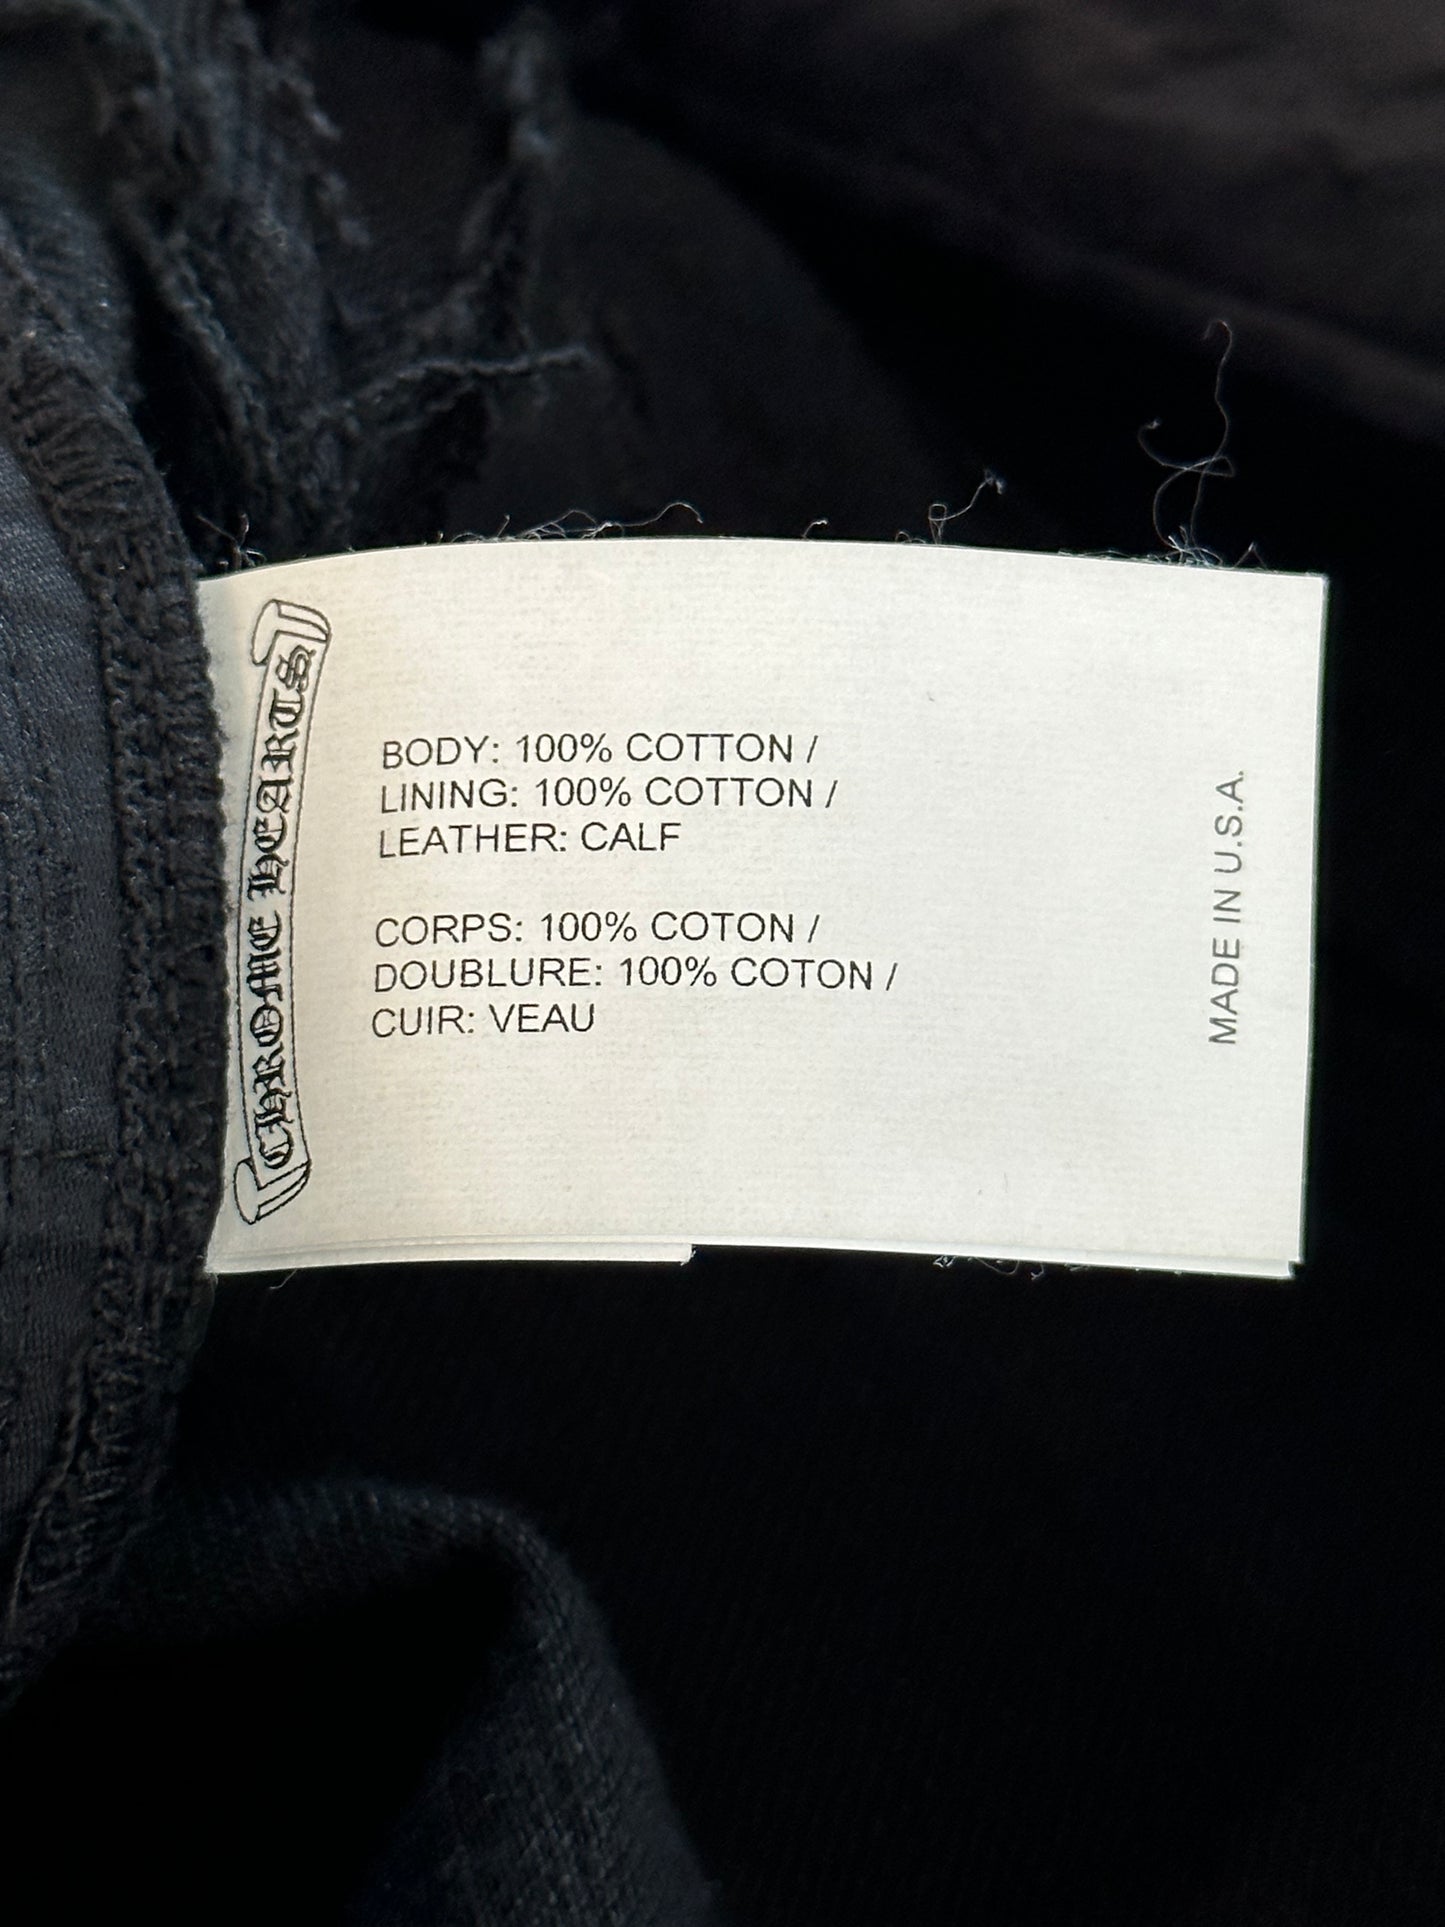 CHROME HEARTS
BODY: 100% COTTON /
LINING: 100% COTTON /
LEATHER: CALF
CORPS: 100% COTON /
DOUBLURE: 100% COTON /
CUIR: VEAU
MADE IN U.S.A.